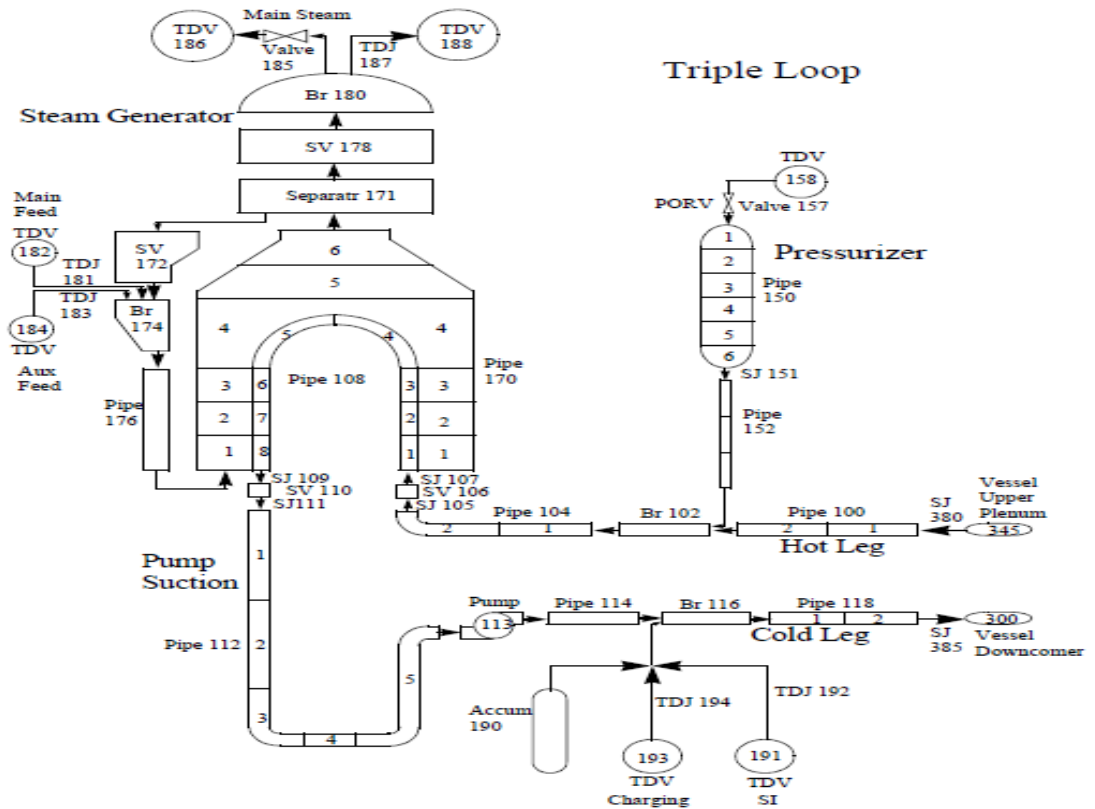 Main Steam
TDV
186
Valve
185
TDJ
187
TDV
188
Triple Loop
Br 180
Steam Generator
SV 178
Separatr 171
Main
Feed
TDV
182
TDJ
181
SV
172
TDJ
183
184
TDV
Aux
Feed
Br
174
Pipe
176
6
5
4
5
4
4
Pipe 108
Pipe
170
3
6
3
3
2
7
2
2
1
8
1
1
SJ 109
SV 110
SJ111
SJ 107
SV 106
SJ 105
TDV
158
PORV
Valve 157
Pressurizer
1
2
3
4
5
6
Pipe
150
SJ 151
Pipe
152
Pipe 104
2
1
Br 102
Pipe 100
2
1
Hot Leg
SJ
380
Vessel
Upper
Plenum
345
Pump
Suction
1
Pipe 112
2
3
4
5
Pump
113
Pipe 114
Br 116
Pipe 118
1
2
Cold Leg
SJ
385
300
Vessel
Downcomer
Accum
190
TDJ 194
TDJ 192
193
TDV
Charging
191
TDV
SI